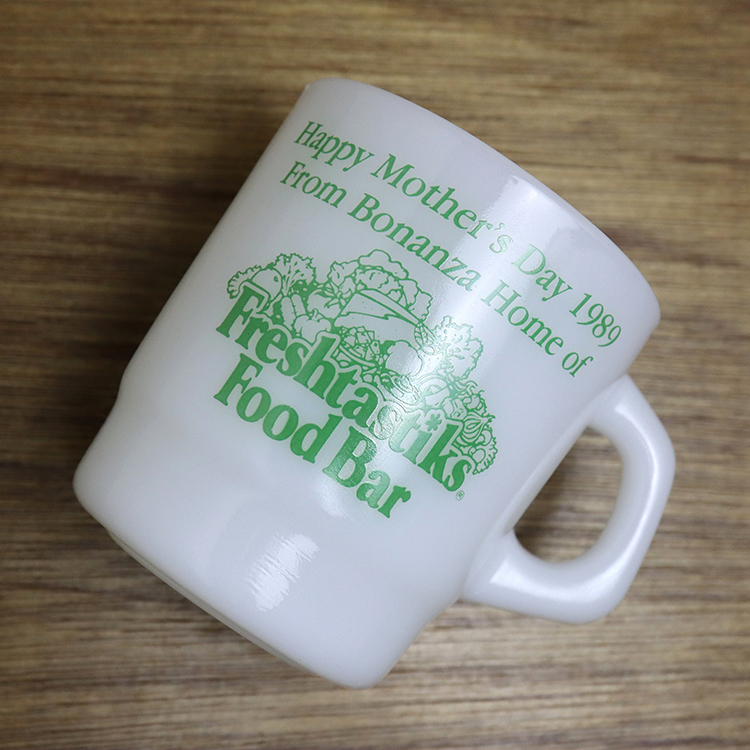 Happy Mother's Day 1989
From Bonanza Home of
Freshtastiks
Food Bar
®